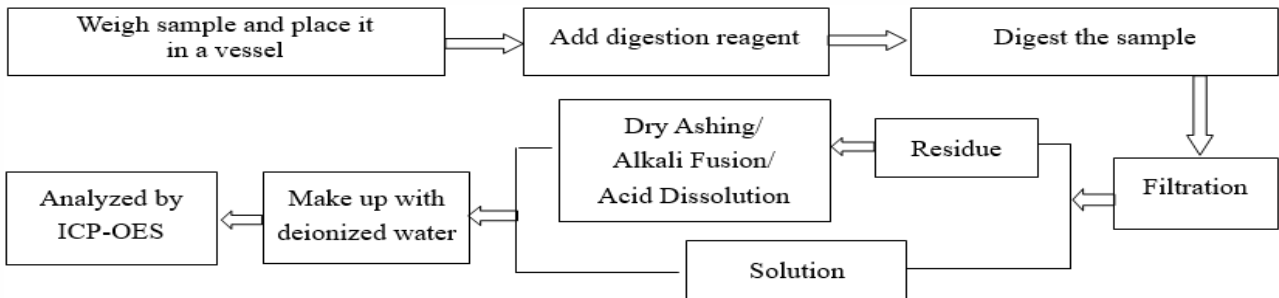 Weigh sample and place it
in a vessel
Add digestion reagent
Digest the sample
Filtration
Residue
Dry Ashing/
Alkali Fusion/
Acid Dissolution
Solution
Make up with
deionized water
Analyzed by
ICP-OES